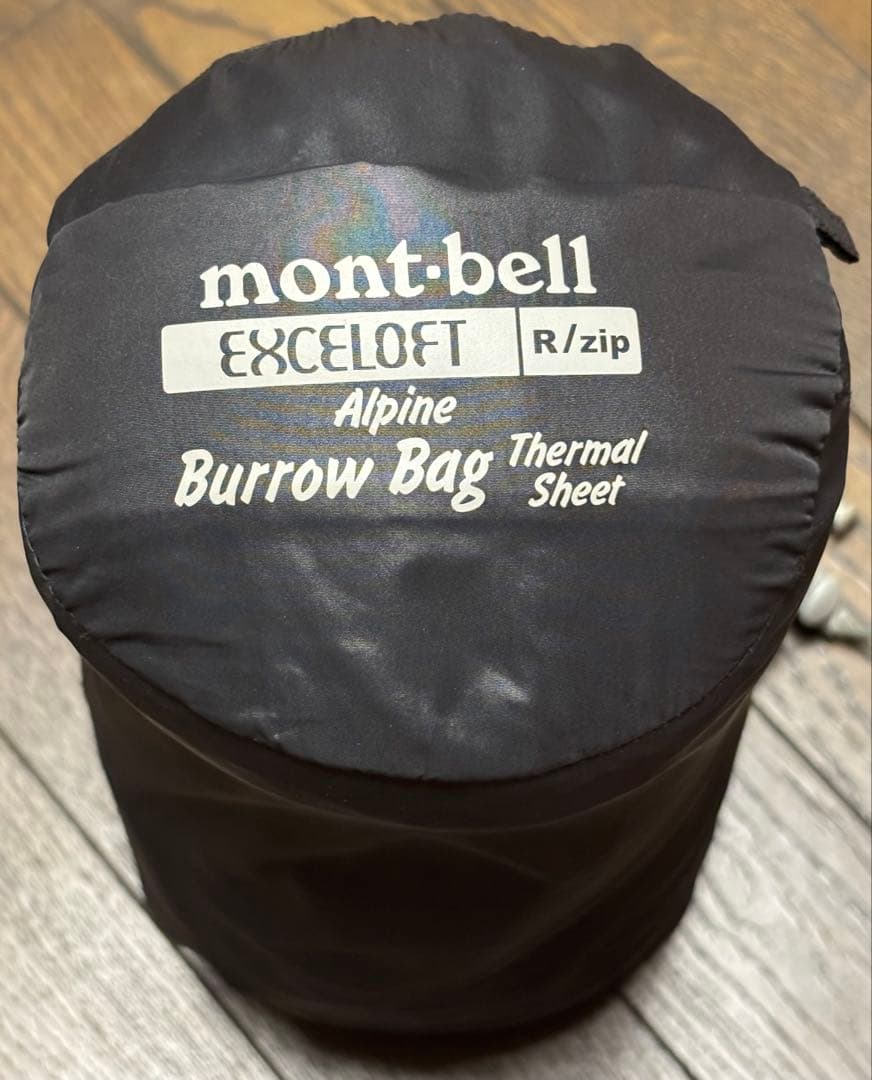 mont·bell
EXCELOFT R/zip
Alpine
Burrow Bag Thermal Sheet